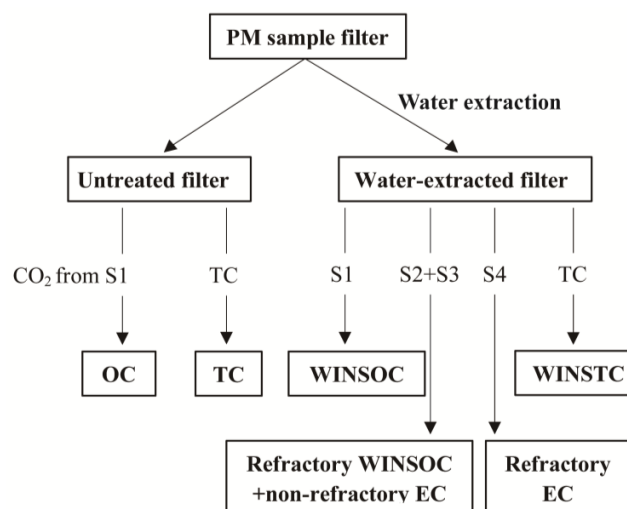 PM sample filter
Water extraction
Untreated filter
Water-extracted filter
CO₂ from S1
TC
S1
S2+S3
S4
TC
OC
TC
WINSOC
WINSTC
Refractory WINSOC
+non-refractory EC
Refractory
EC